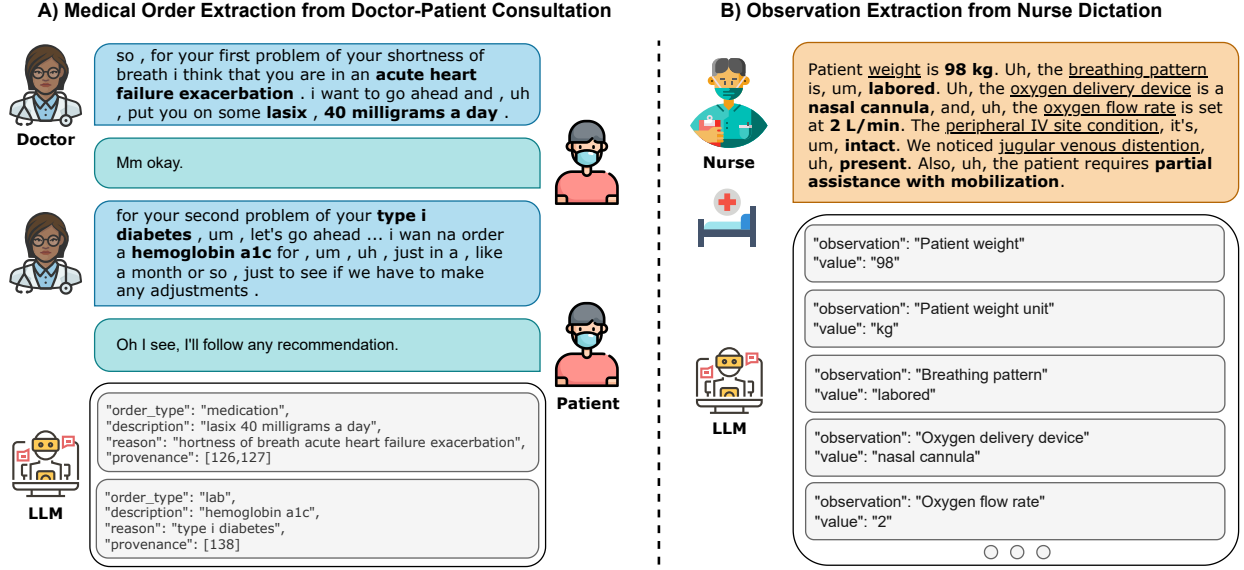 A) Medical Order Extraction from Doctor-Patient Consultation
so , for your first problem of your shortness of
breath i think that you are in an acute heart
failure exacerbation . i want to go ahead and , uh
, put you on some lasix , 40 milligrams a day .
Doctor
Mm okay.
for your second problem of your type i
diabetes , um , let's go ahead ... i wan na order
a hemoglobin a1c for , um , uh , just in a , like
a month or so , just to see if we have to make
any adjustments .
Oh I see, I'll follow any recommendation.
Patient
"order_type": "medication",
"description": "lasix 40 milligrams a day",
"reason": "hortness of breath acute heart failure exacerbation",
"provenance": [126,127]
LLM
"order_type": "lab",
"description": "hemoglobin a1c",
"reason": "type i diabetes",
"provenance": [138]
B) Observation Extraction from Nurse Dictation
Patient weight is 98 kg. Uh, the breathing pattern
is, um, labored. Uh, the oxygen delivery device is a
nasal cannula, and, uh, the oxygen flow rate is set
at 2 L/min. The peripheral IV site condition, it's,
um, intact. We noticed jugular venous distention,
uh, present. Also, uh, the patient requires partial
assistance with mobilization.
Nurse
"observation": "Patient weight"
"value": "98"
"observation": "Patient weight unit"
"value": "kg"
"observation": "Breathing pattern"
"value": "labored"
LLM
"observation": "Oxygen delivery device"
"value": "nasal cannula"
"observation": "Oxygen flow rate"
"value": "2"